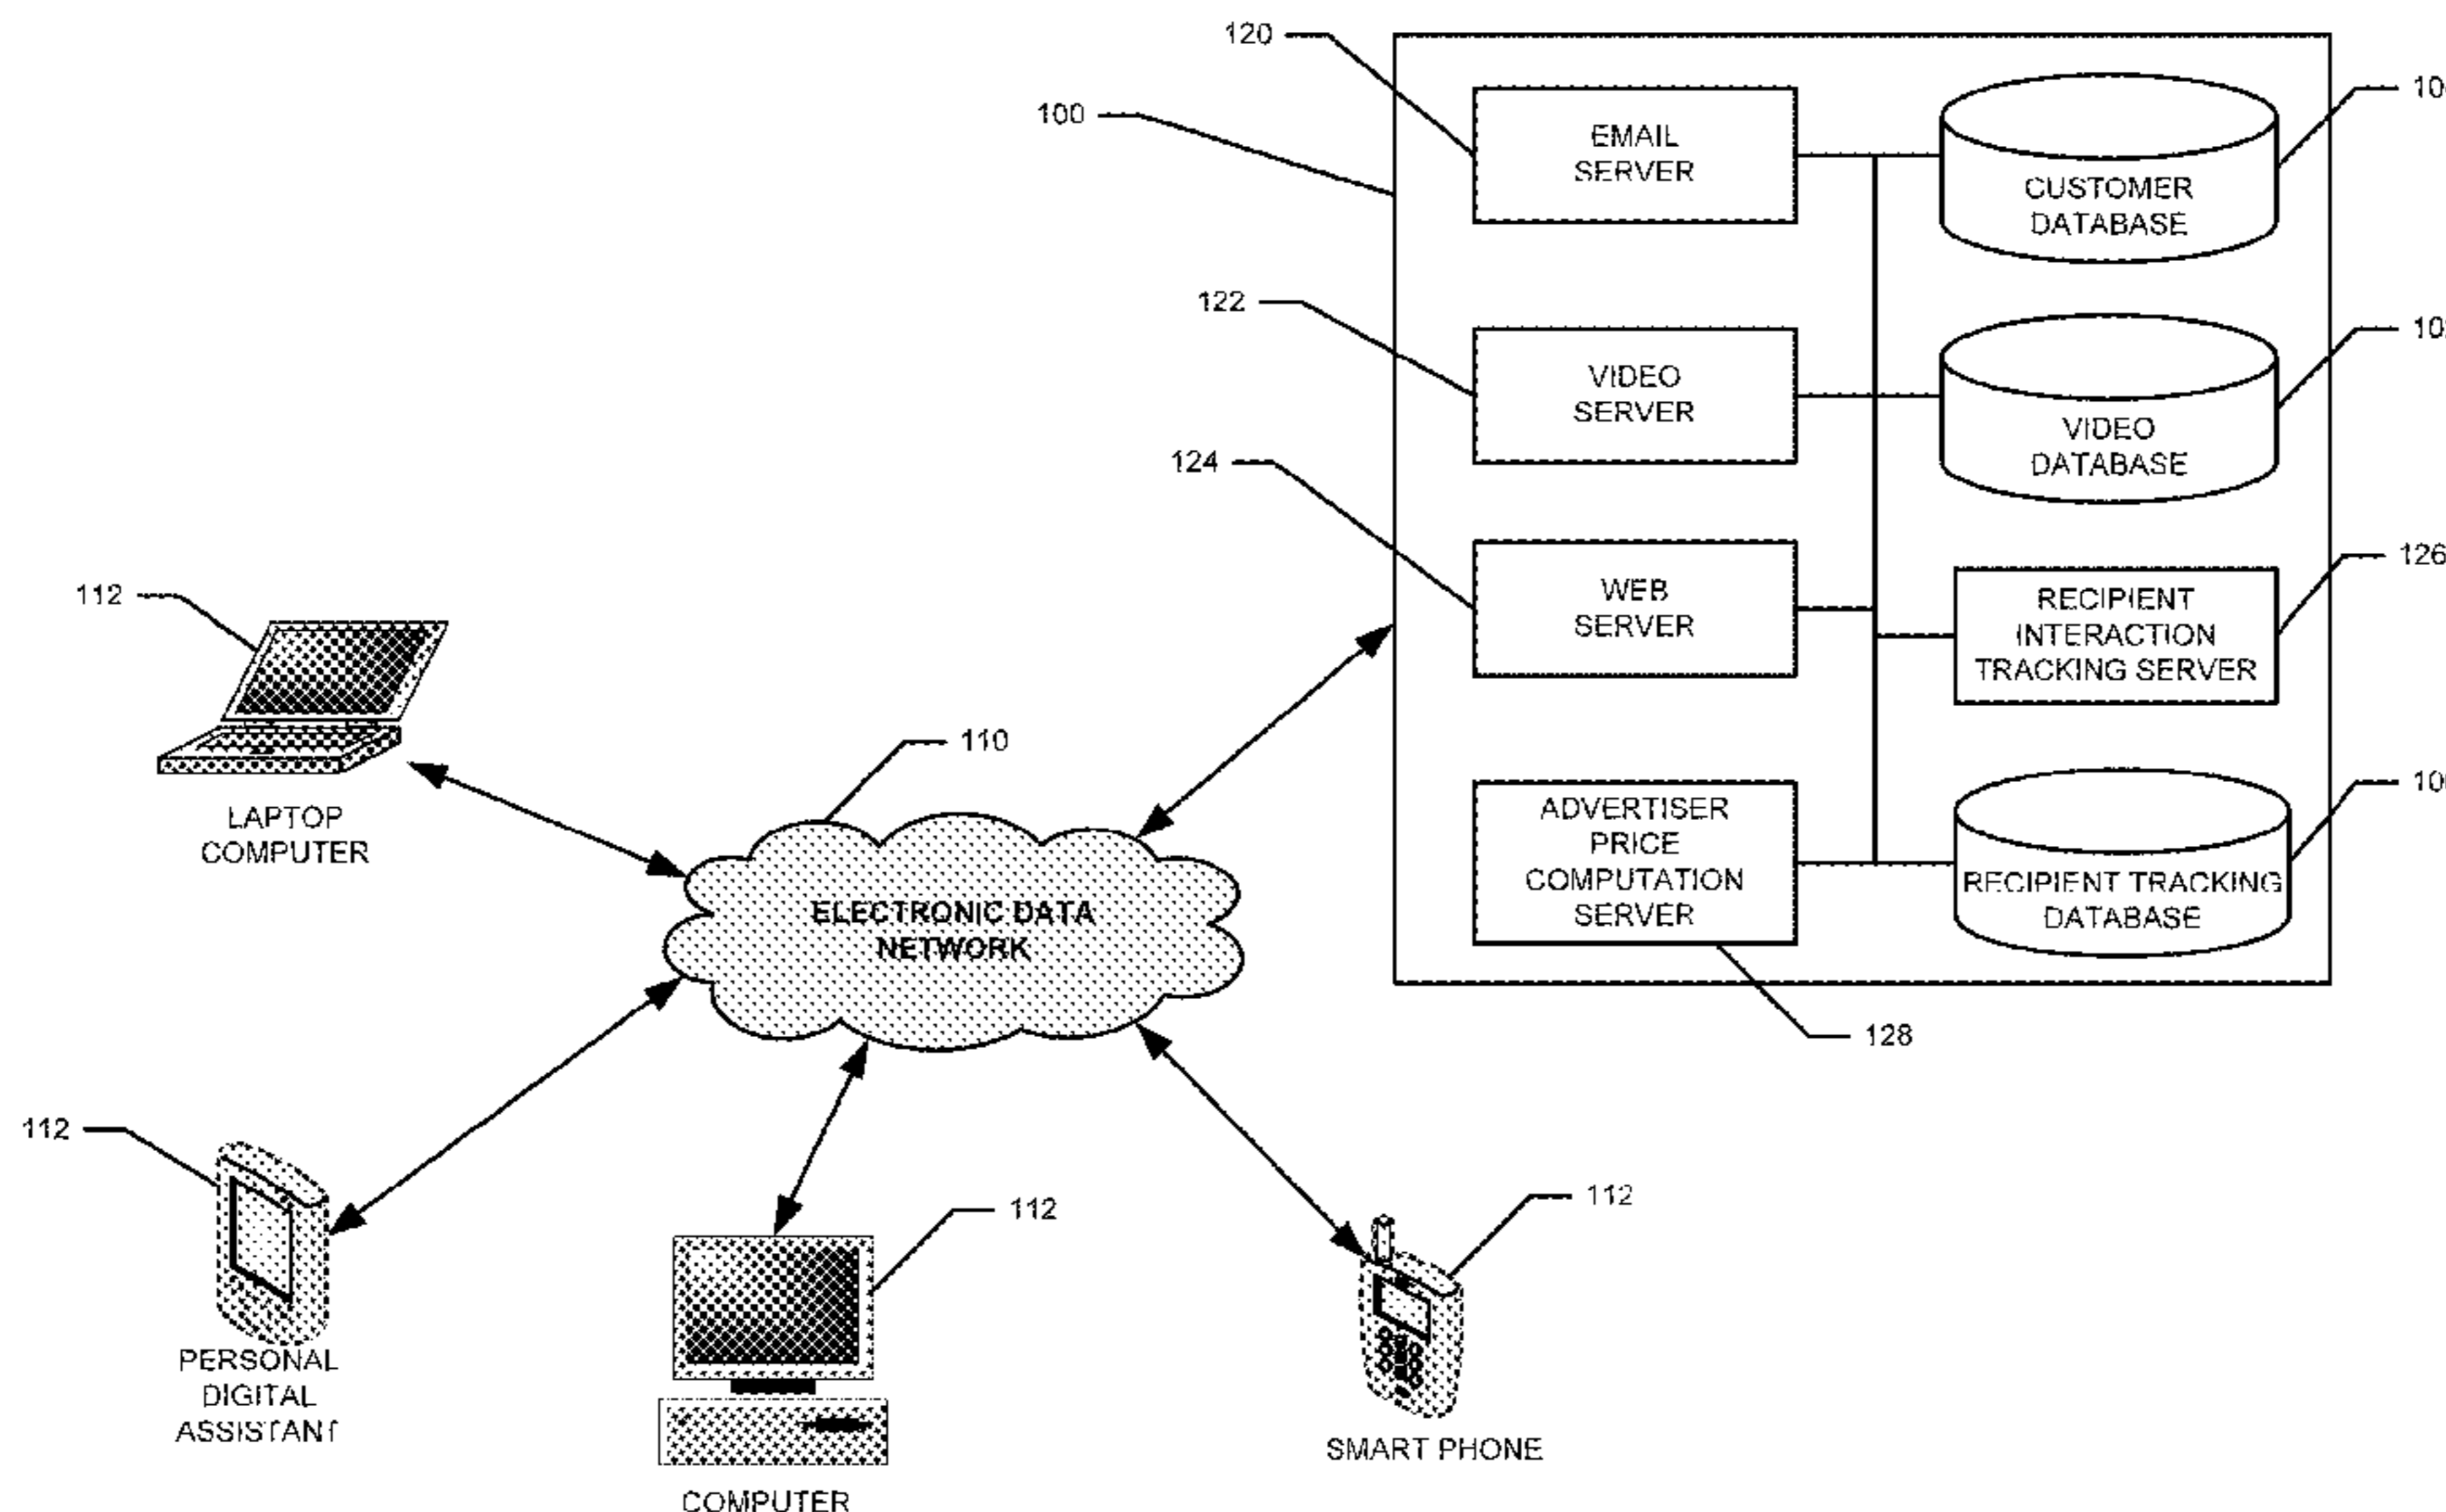 120
100
EMAIL
SERVER
CUSTOMER
DATABASE
122
VIDEO
SERVER
VIDEO
DATABASE
124
WEB
SERVER
126
RECIPIENT
INTERACTION
TRACKING SERVER
112
LAPTOP
COMPUTER
110
ELECTRONIC DATA
NETWORK
ADVERTISER
PRICE
COMPUTATION
SERVER
RECIPIENT TRACKING
DATABASE
128
112
PERSONAL
DIGITAL
ASSISTANT
112
COMPUTER
112
SMART PHONE